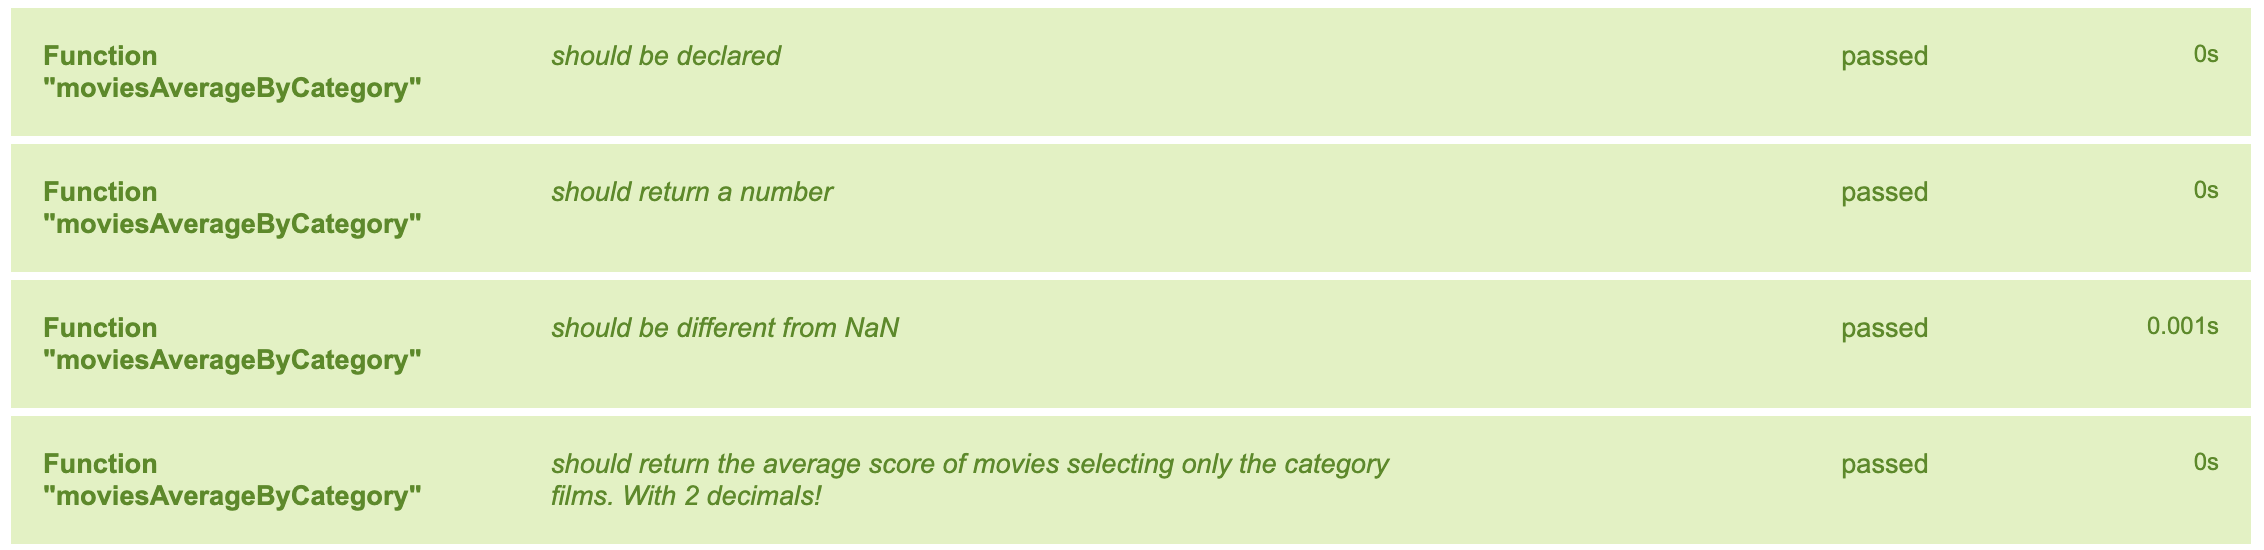 Function should be declared passed 0s
"moviesAverageByCategory"
Function should return a number passed 0s
"moviesAverageByCategory"
Function should be different from NaN passed 0.001s
"moviesAverageByCategory"
Function should return the average score of movies selecting only the category passed 0s
"moviesAverageByCategory" films. With 2 decimals!